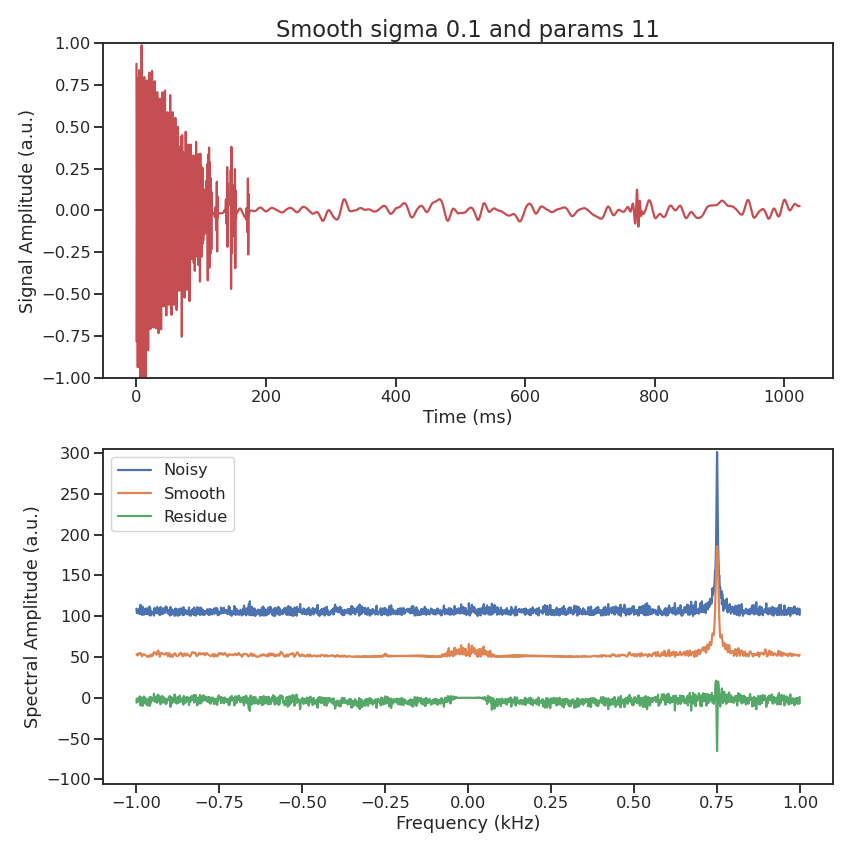 Smooth sigma 0.1 and params 11
1.00
0.75
0.50
0.25
0.00
−0.25
−0.50
−0.75
−1.00
Signal Amplitude (a.u.)
0 200 400 600 800 1000
Time (ms)
300
250
200
150
100
50
0
−50
−100
Spectral Amplitude (a.u.)
Noisy
Smooth
Residue
−1.00 −0.75 −0.50 −0.25 0.00 0.25 0.50 0.75 1.00
Frequency (kHz)